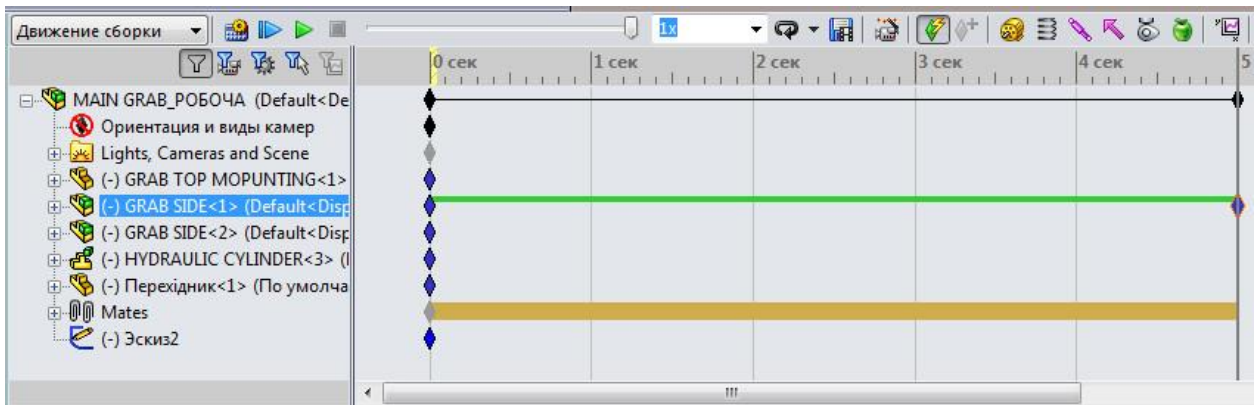 Движение сборки 1x
0 сек 1 сек 2 сек 3 сек 4 сек 5
MAIN GRAB_РОБОЧА (Default<De
Ориентация и виды камер
Lights, Cameras and Scene
(-) GRAB TOP MOPUNTING<1>
(-) GRAB SIDE<1> (Default<Disp
(-) GRAB SIDE<2> (Default<Disp
(-) HYDRAULIC CYLINDER<3> (
(-) Перехідник<1> (По умолча
Mates
(-) Эскиз2